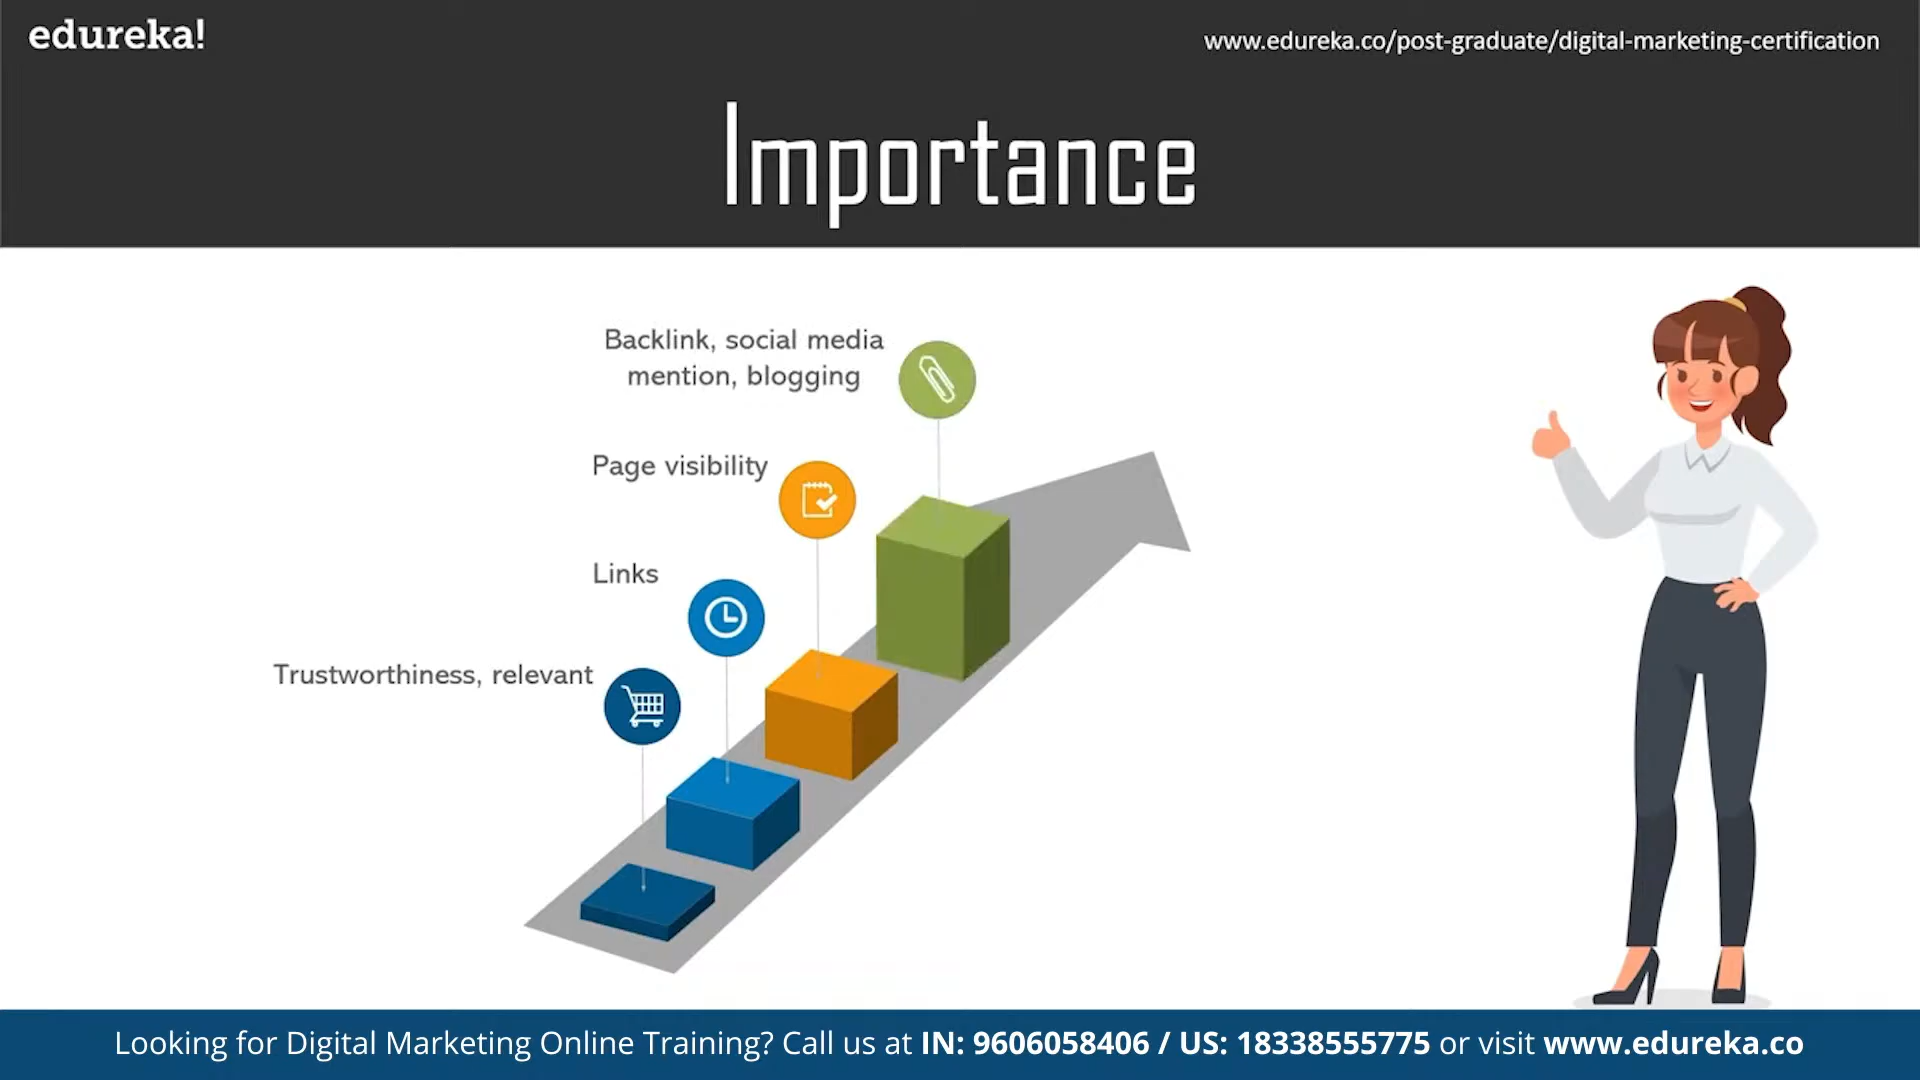 edureka!
www.edureka.co/post-graduate/digital-marketing-certification
Importance
Backlink, social media
mention, blogging
Page visibility
Links
Trustworthiness, relevant
Looking for Digital Marketing Online Training? Call us at IN: 9606058406 / US: 18338555775 or visit www.edureka.co